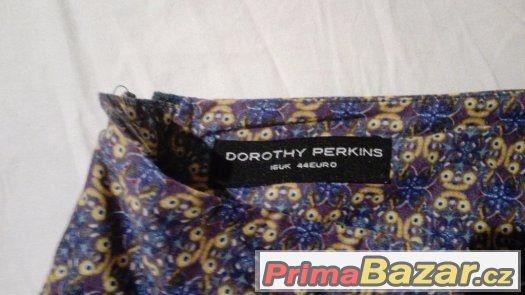 DOROTHY PERKINS
16UK 44EURO
PrimaBazar.cz